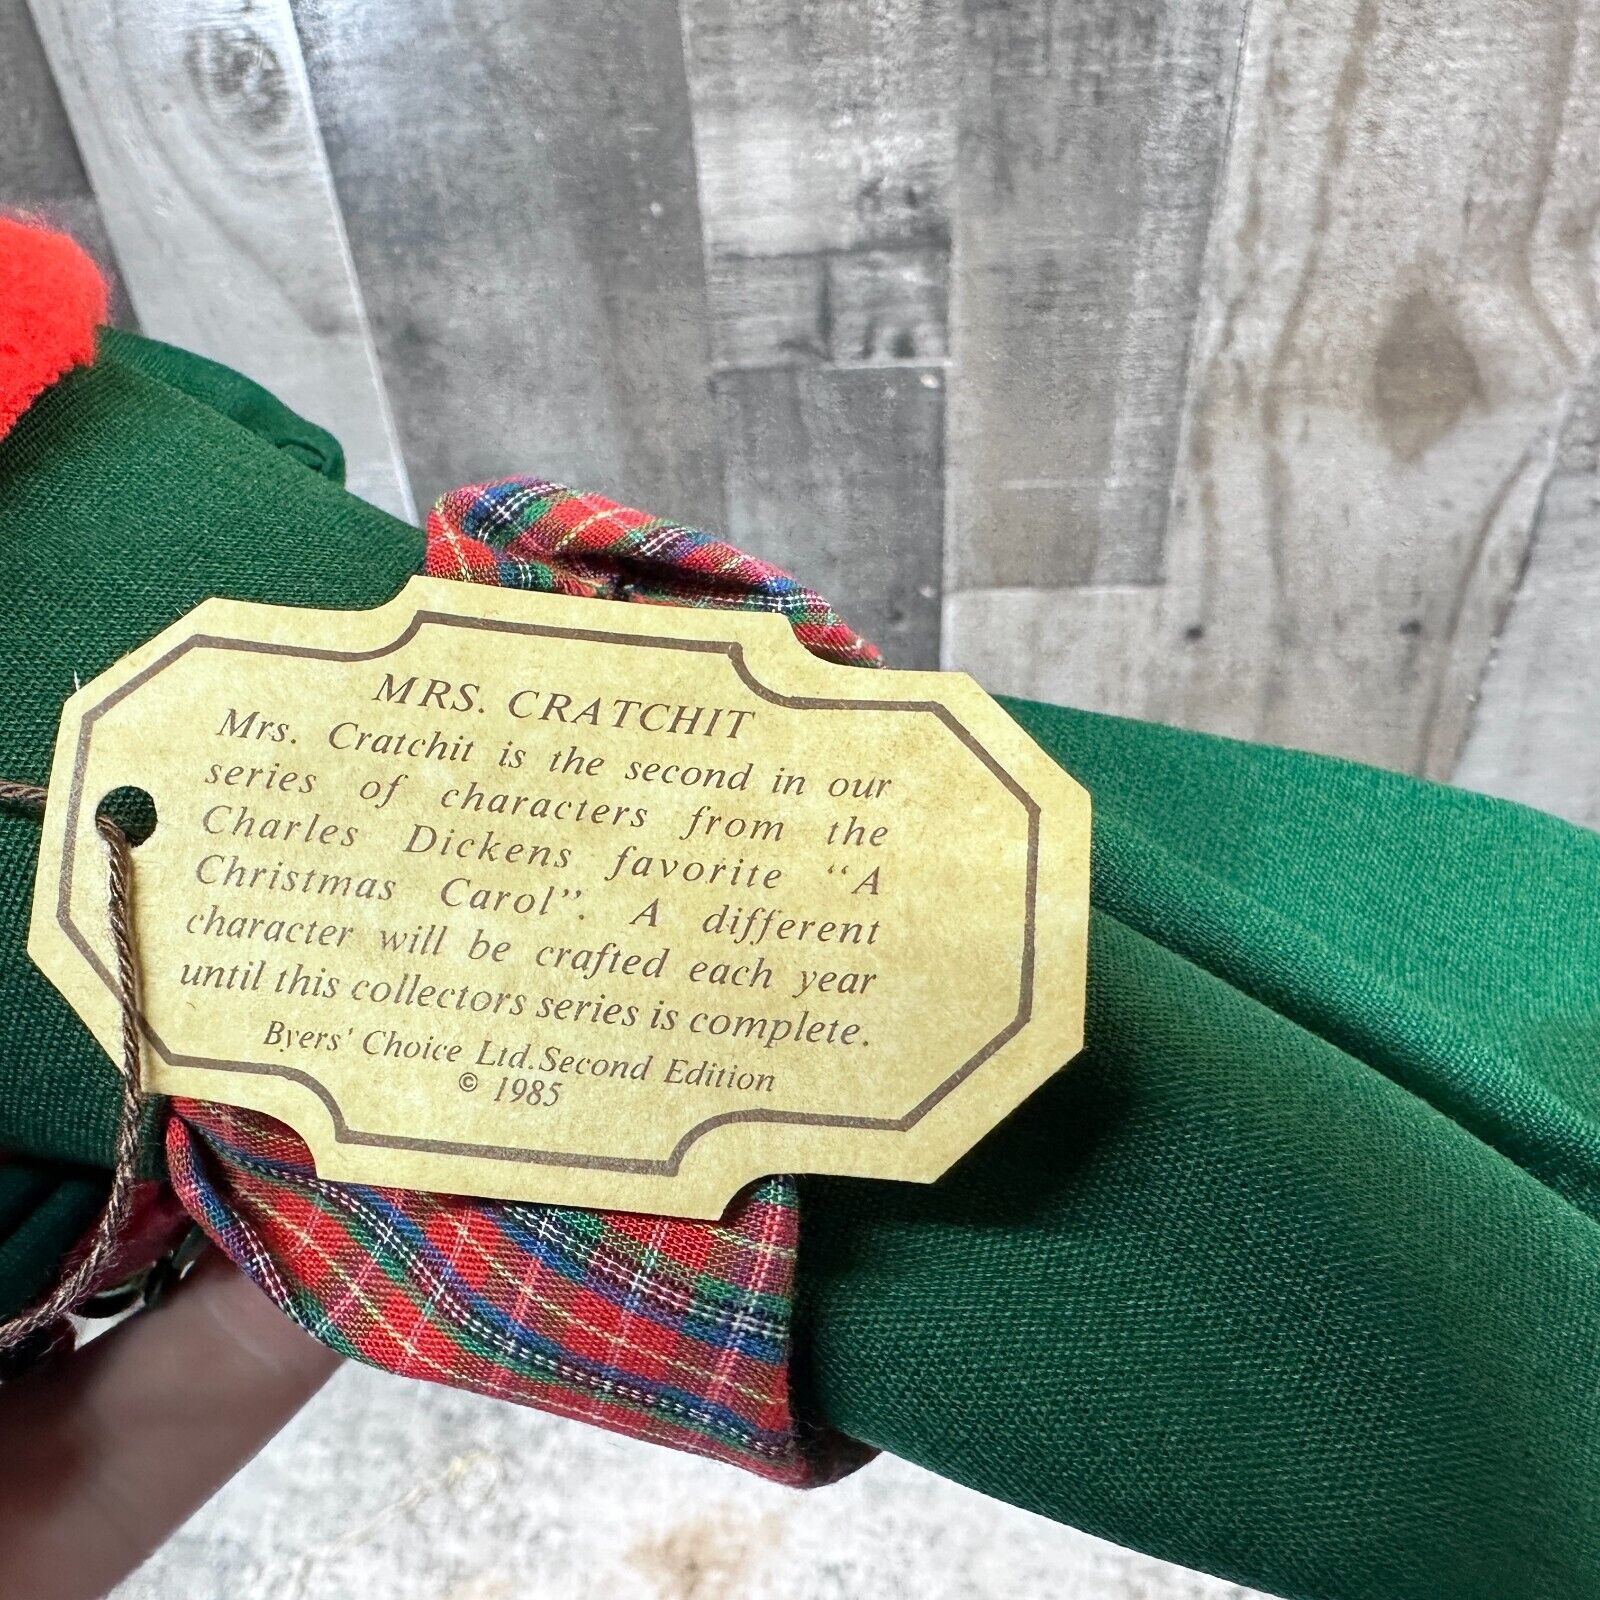 MRS. CRATCHIT
Mrs. Cratchit is the second in our
series of characters from the
Charles Dickens favorite “A
Christmas Carol”. A different
character will be crafted each year
until this collectors series is complete.
Byers’ Choice Ltd. Second Edition
© 1985